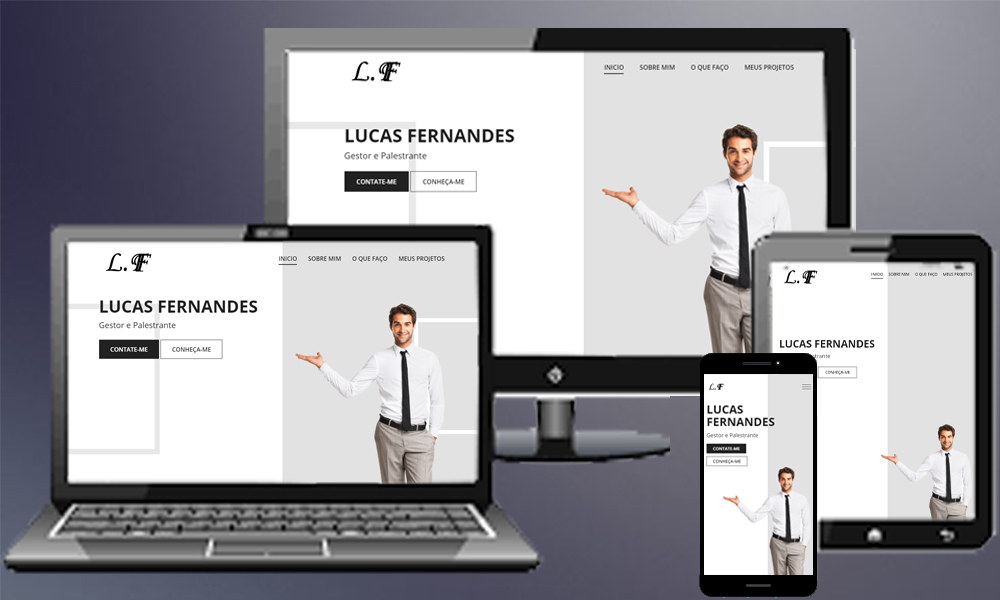 L.F
INICIO SOBRE MIM O QUE FAÇO MEUS PROJETOS
LUCAS FERNANDES
Gestor e Palestrante
CONTATE-ME CONHEÇA-ME
L.F
INICIO SOBRE MIM O QUE FAÇO MEUS PROJETOS
LUCAS FERNANDES
Gestor e Palestrante
CONTATE-ME CONHEÇA-ME
L.F
INICIO SOBRE MIM O QUE FAÇO MEUS PROJETOS
LUCAS FERNANDES
CONHEÇA-ME
L.F
LUCAS
FERNANDES
Gestor e Palestrante
CONTATE-ME
CONHEÇA-ME